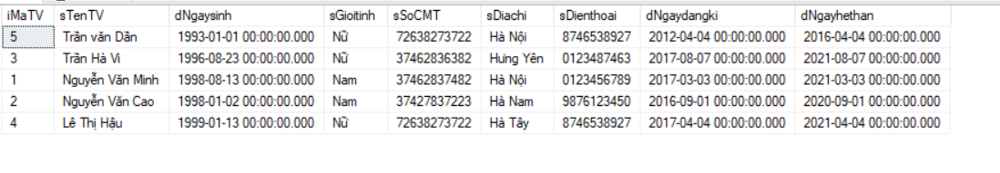 iMaTV sTenTV dNgaysinh sGioitinh sSoCMT sDiachi sDienthoai dNgaydangki dNgayhethan
5 Trần văn Dần 1993-01-01 00:00:00.000 Nữ 72638273722 Hà Nội 8746538927 2012-04-04 00:00:00.000 2016-04-04 00:00:00.000
3 Trần Hà Vi 1996-08-23 00:00:00.000 Nữ 37462836382 Hưng Yên 0123487463 2017-08-07 00:00:00.000 2021-08-07 00:00:00.000
1 Nguyễn Văn Minh 1998-08-13 00:00:00.000 Nam 37462837482 Hà Nội 0123456789 2017-03-03 00:00:00.000 2021-03-03 00:00:00.000
2 Nguyễn Văn Cao 1998-01-02 00:00:00.000 Nam 37427837223 Hà Nam 9876123450 2016-09-01 00:00:00.000 2020-09-01 00:00:00.000
4 Lê Thị Hậu 1999-01-13 00:00:00.000 Nữ 72638273722 Hà Tây 8746538927 2017-04-04 00:00:00.000 2021-04-04 00:00:00.000